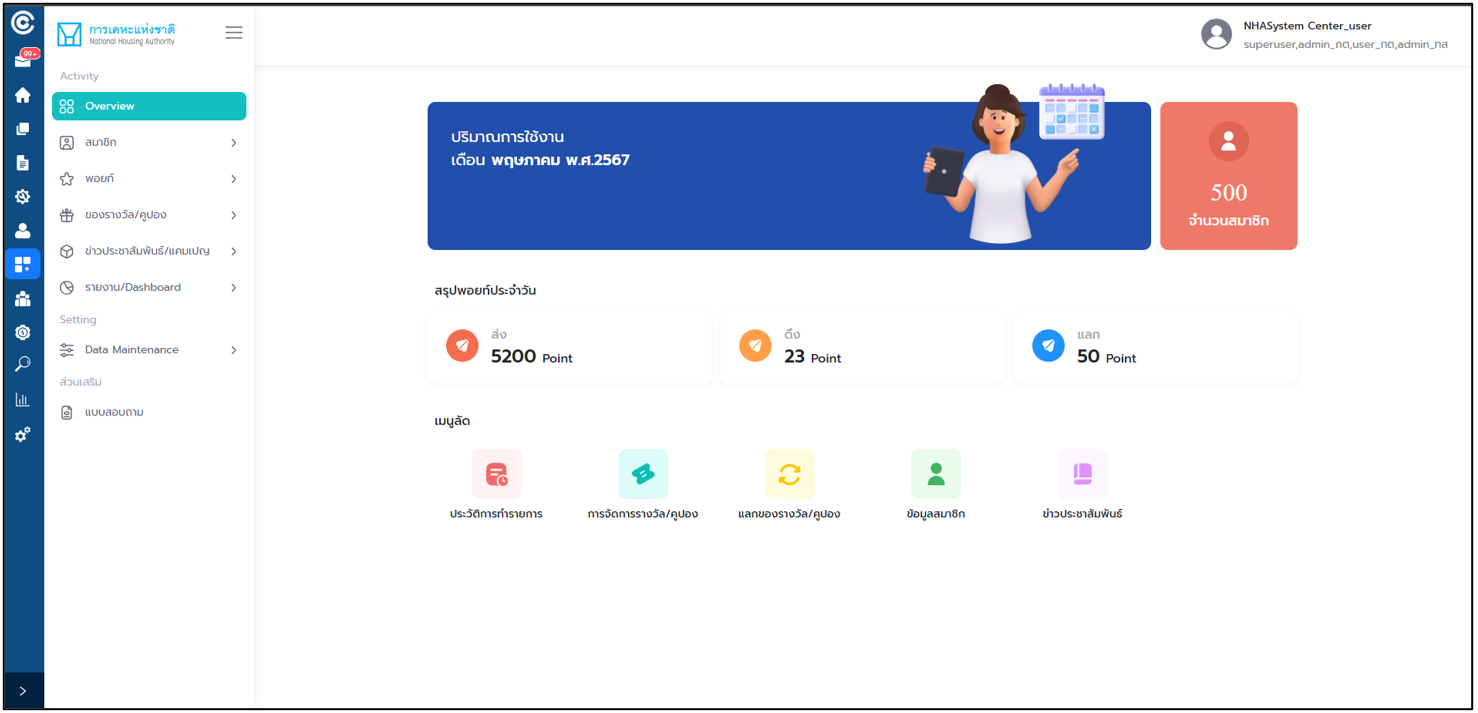 การเคหะแห่งชาติ
National Housing Authority
99+
Activity
Overview
สมาชิก
พอยท์
ของรางวัล/คูปอง
ข่าวประชาสัมพันธ์/แคมเปญ
รายงาน/Dashboard
Setting
Data Maintenance
ส่วนเสริม
แบบสอบถาม
NHASystem Center_user
superuser,admin_กต,user_กต,admin_กส
ปริมาณการใช้งาน
เดือน พฤษภาคม พ.ศ.2567
500
จำนวนสมาชิก
สรุปพอยท์ประจำวัน
ส่ง
5200 Point
ดึง
23 Point
แลก
50 Point
เมนูลัด
ประวัติการทำรายการ
การจัดการรางวัล/คูปอง
แลกของรางวัล/คูปอง
ข้อมูลสมาชิก
ข่าวประชาสัมพันธ์